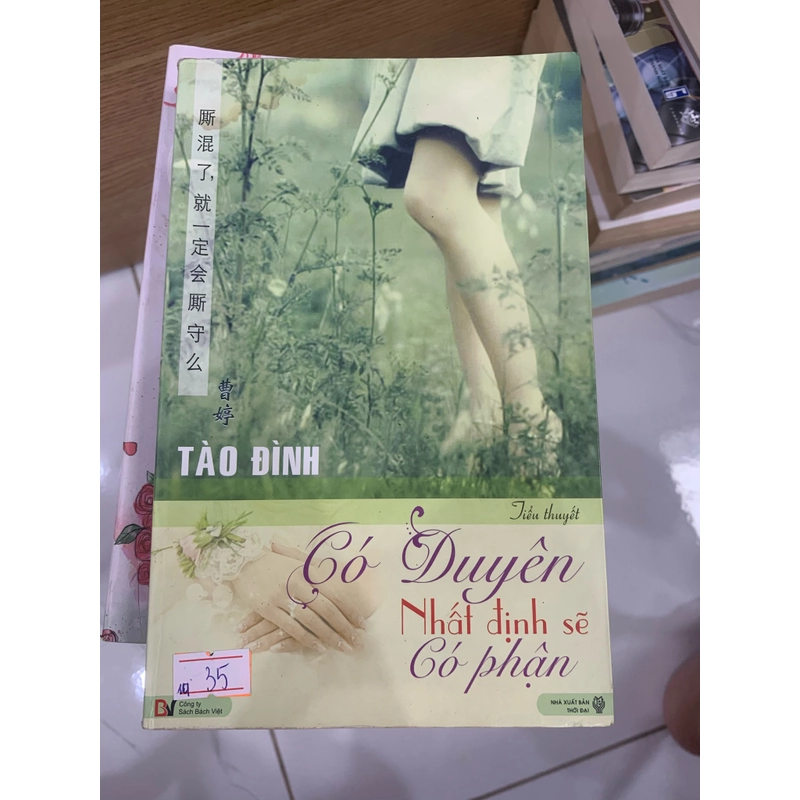 厮混了,就一定会厮守么
曹婷
TÀO ĐÌNH
Tiểu thuyết
Có Duyên
Nhất định sẽ
Có phận
35
BV
Công ty
Sách Bách Việt
NHÀ XUẤT BẢN
THỜI ĐẠI